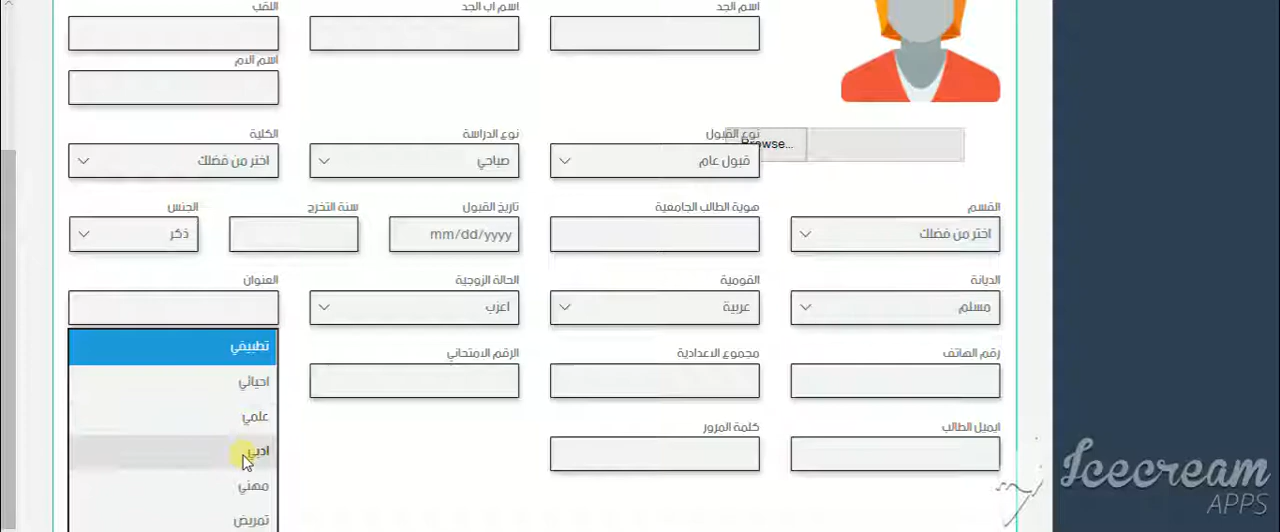 اسم الجد
اسم اب الجد
اللقب
اسم الام
نوع القبول
نوع الدراسة
الكلية
Browse...
قبول عام
صباحي
اختر من فضلك
القسم
هوية الطالب الجامعية
تاريخ القبول
سنة التخرج
الجنس
اختر من فضلك
mm/dd/yyyy
ذكر
الديانة
القومية
الحالة الزوجية
العنوان
مسلم
عربية
اعزب
تطبيقي
رقم الهاتف
مجموع الاعدادية
الرقم الامتحاني
احيائي
علمي
ايميل الطالب
كلمة المرور
ادبي
مهني
تمريض
my
Icecream
APPS